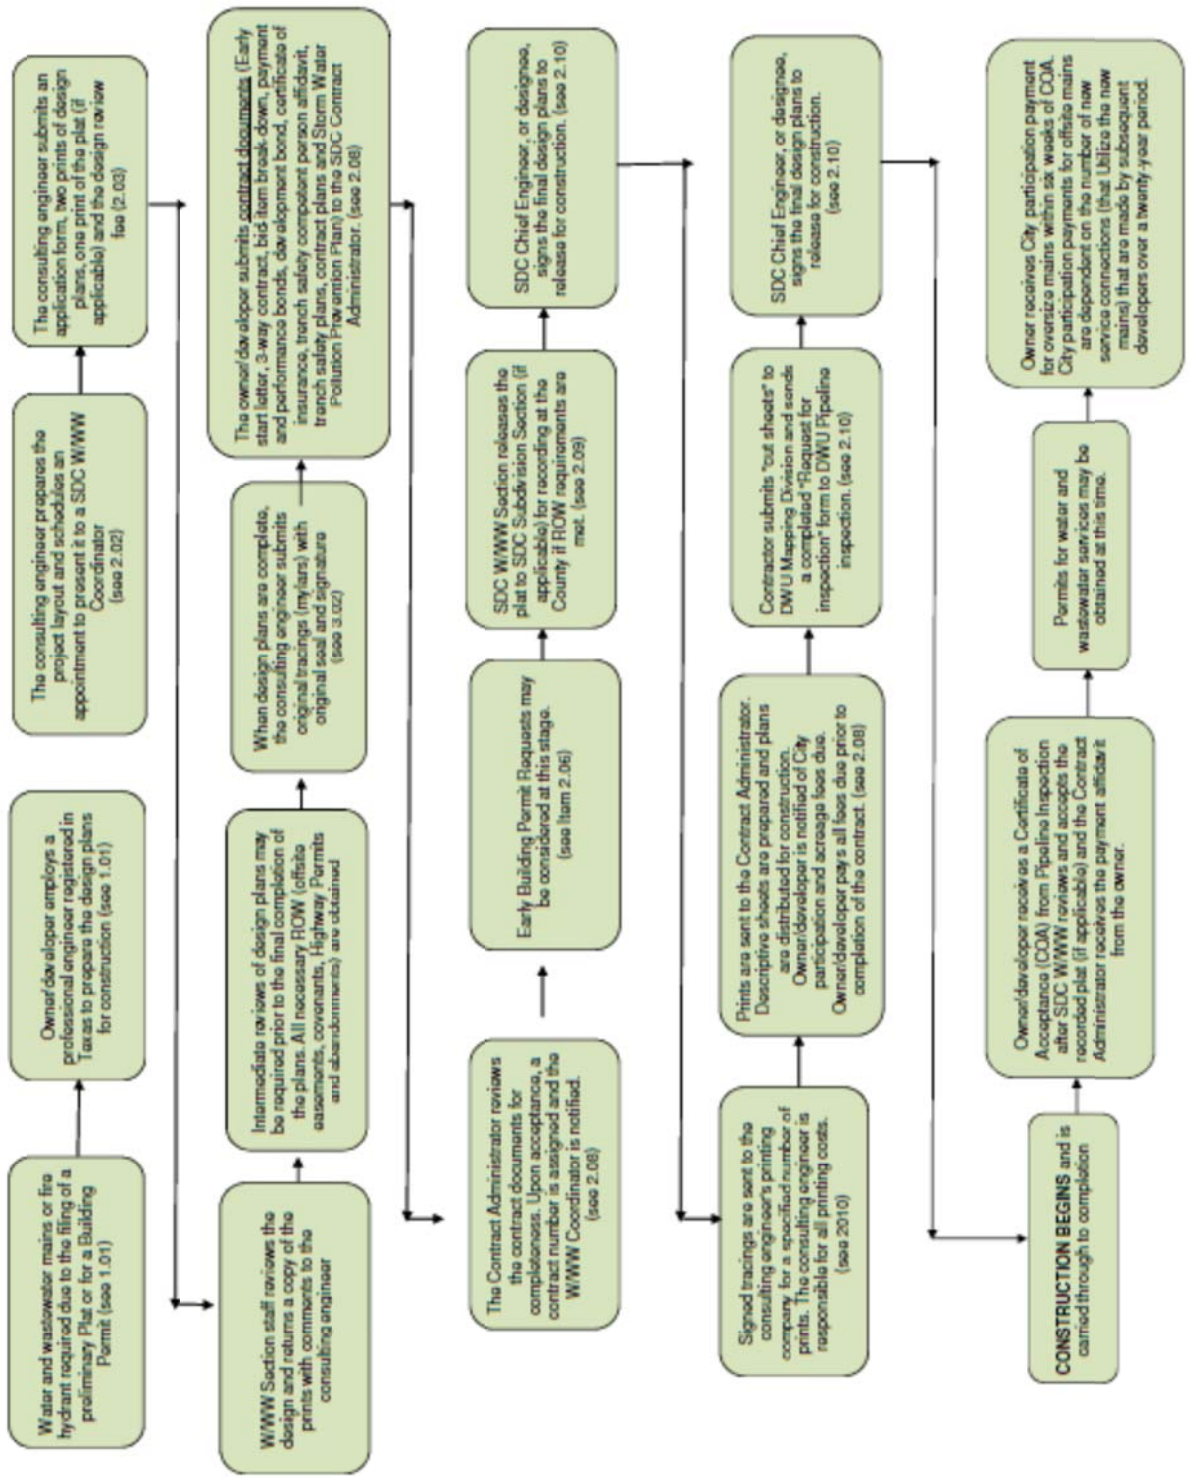 Water and wastewater mains or fire
hydrant required due to the filing of a
preliminary Plat or for a Building
Permit (see 1.01)
Owner/developer employs a
professional engineer registered in
Texas to prepare the design plans
for construction (see 1.01)
The consulting engineer prepares the
project layout and schedules an
appointment to present it to a SDC W/WW
Coordinator
(see 2.02)
The consulting engineer submits an
application form, two prints of design
plans, one print of the plat (if
applicable) and the design review
fee (2.03)
W/WW Section staff reviews the
design and returns a copy of the
prints with comments to the
consulting engineer
Intermediate reviews of design plans may
be required prior to the final completion of
the plans. All necessary ROW (offsite
easements, covenants, Highway Permits
and abandonments) are obtained
When design plans are complete,
the consulting engineer submits
original tracings (mylars) with
original seal and signature
(see 3.02)
The owner/developer submits contract documents (Early
start letter, 3-way contract, bid-item break-down, payment
and performance bonds, development bond, certificate of
insurance, trench safety competent person affidavit,
trench safety plans, contract plans and Storm Water
Pollution Prevention Plan) to the SDC Contract
Administrator. (see 2.08)
The Contract Administrator reviews
the contract documents for
completeness. Upon acceptance, a
contract number is assigned and the
W/WW Coordinator is notified.
(see 2.08)
Early Building Permit Requests may
be considered at this stage.
(see Item 2.06)
SDC W/WW Section releases the
plat to SDC Subdivision Section (if
applicable) for recording at the
County if ROW requirements are
met. (see 2.09)
SDC Chief Engineer, or designee,
signs the final design plans to
release for construction. (see 2.10)
Signed tracings are sent to the
consulting engineer's printing
company for a specified number of
prints. The consulting engineer is
responsible for all printing costs.
(see 2010)
Prints are sent to the Contract Administrator.
Descriptive sheets are prepared and plans
are distributed for construction.
Owner/developer is notified of City
participation and acreage fees due.
Owner/developer pays all fees due prior to
completion of the contract. (see 2.08)
Contractor submits "cut sheets" to
DWU Mapping Division and sends
a completed "Request for
inspection" form to DWU Pipeline
inspection. (see 2.10)
SDC Chief Engineer, or designee,
signs the final design plans to
release for construction.
(see 2.10)
CONSTRUCTION BEGINS and is
carried through to completion
Owner/developer receives a Certificate of
Acceptance (COA) from Pipeline Inspection
after SDC W/WW reviews and accepts the
recorded plat (if applicable) and the Contract
Administrator receives the payment affidavit
from the owner.
Permits for water and
wastewater services may be
obtained at this time.
Owner receives City participation payment
for oversize mains within six weeks of COA.
City participation payments for offsite mains
are dependent on the number of new
service connections (that Utilize the new
mains) that are made by subsequent
developers over a twenty-year period.